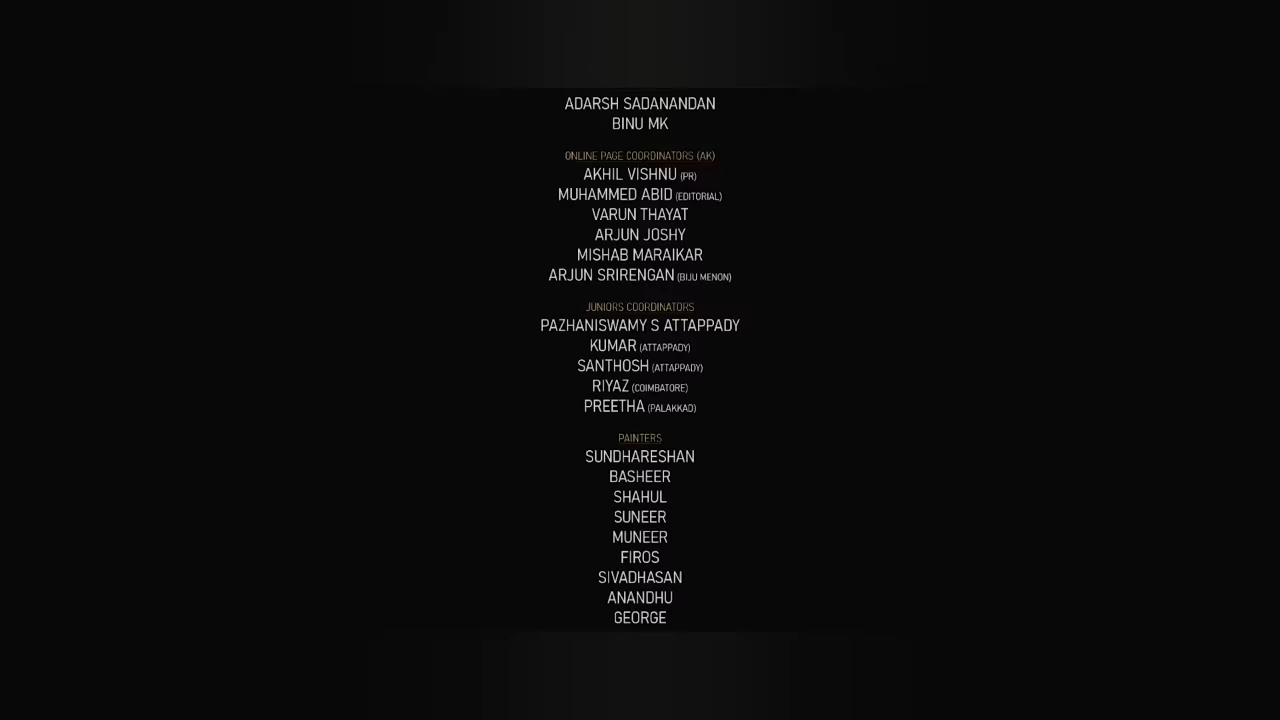 ADARSH SADANANDAN
BINU MK
ONLINE PAGE COORDINATORS (AK)
AKHIL VISHNU (PR)
MUHAMMED ABID (EDITORIAL)
VARUN THAYAT
ARJUN JOSHY
MISHAB MARAIKAR
ARJUN SRIRENGAN (BIJU MENON)
JUNIORS COORDINATORS
PAZHANISWAMY S ATTAPPADY
KUMAR (ATTAPPADY)
SANTHOSH (ATTAPPADY)
RIYAZ (COIMBATORE)
PREETHA (PALAKKAD)
PAINTERS
SUNDHARESHAN
BASHEER
SHAHUL
SUNEER
MUNEER
FIROS
SIVADHASAN
ANANDHU
GEORGE